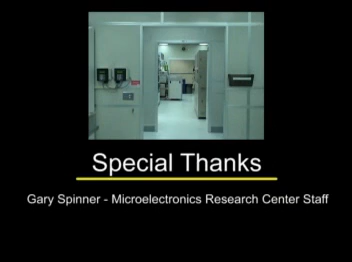 Special Thanks
Gary Spinner - Microelectronics Research Center Staff